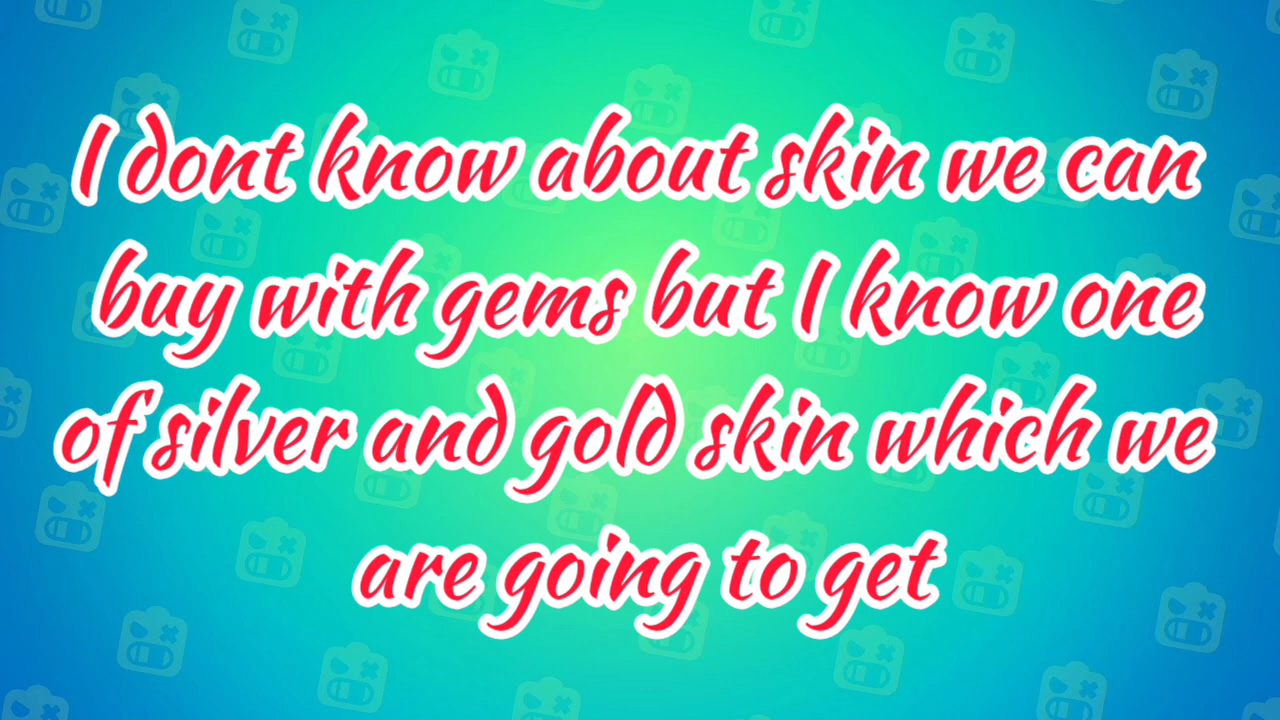 I dont know about skin we can
buy with gems but I know one
of silver and gold skin which we
are going to get